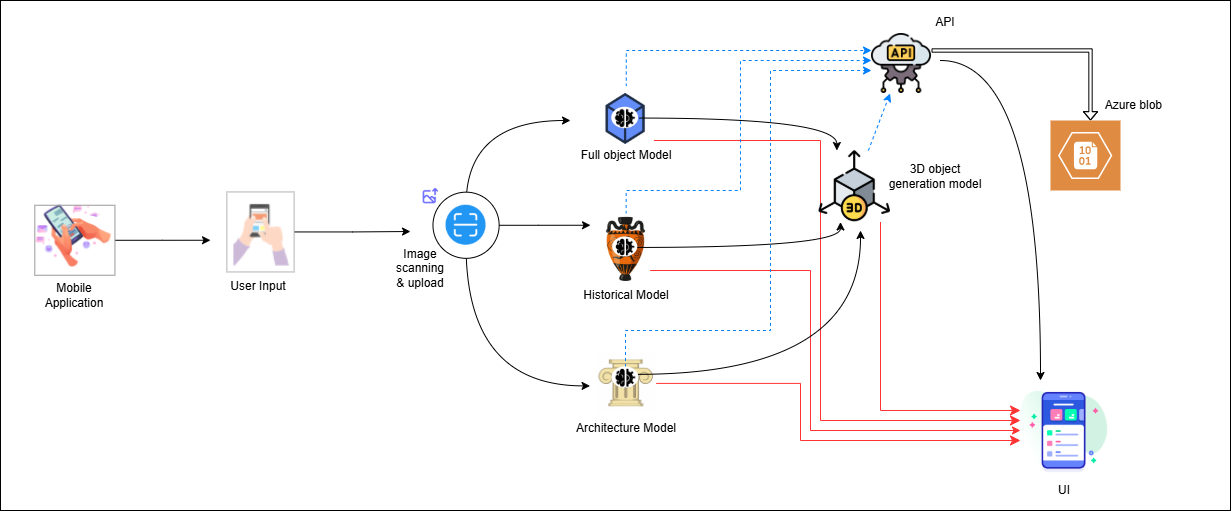 API
API
Azure blob
10
01
Full object Model
3D object
generation model
3D
Image
scanning
& upload
User Input
Mobile
Application
Historical Model
Architecture Model
UI